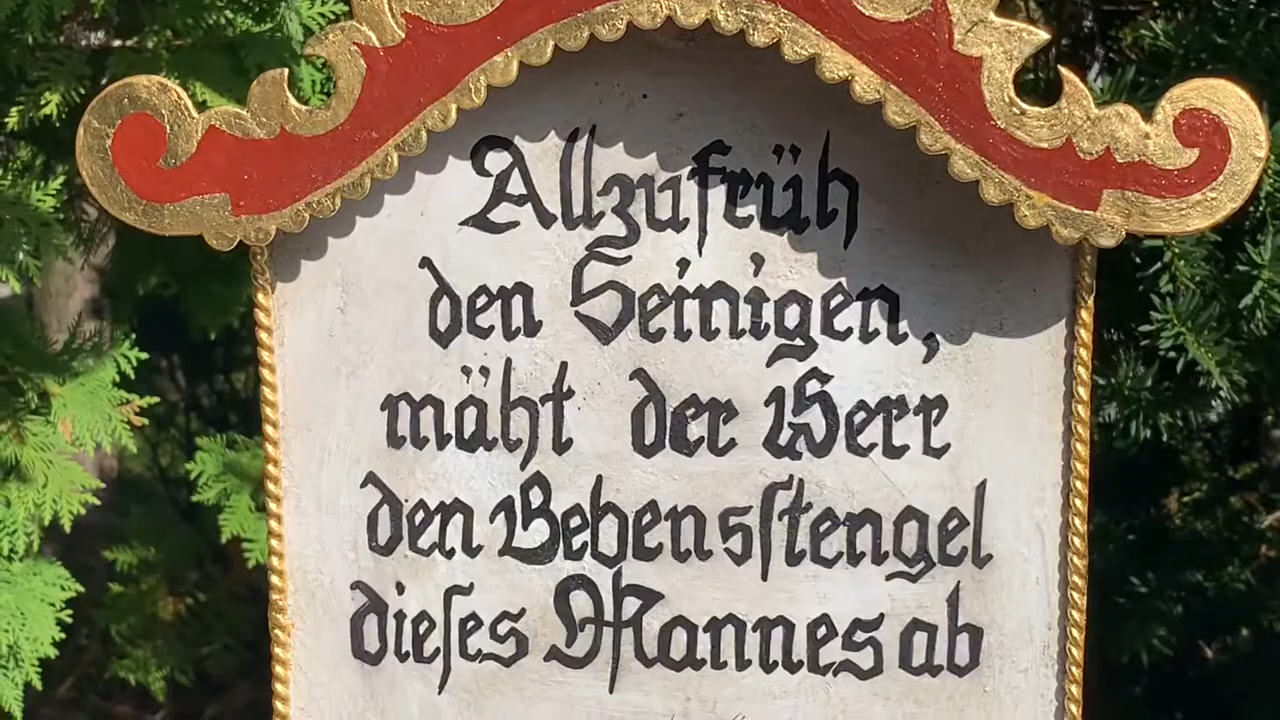 Allzufrüh
den Seinigen,
mäht der Herr
den Lebensſtengel
dieſes Mannes ab